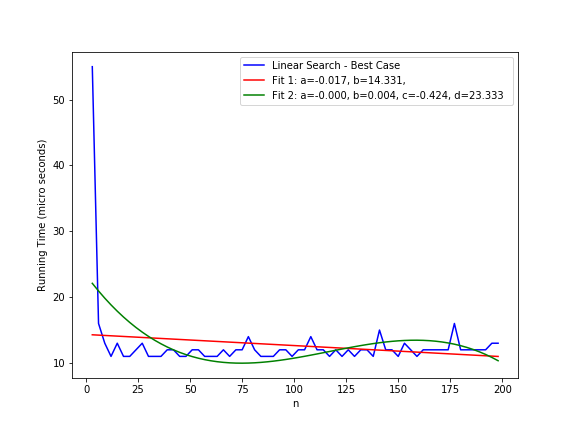 Linear Search - Best Case
Fit 1: a=-0.017, b=14.331,
Fit 2: a=-0.000, b=0.004, c=-0.424, d=23.333
50
40
30
20
10
Running Time (micro seconds)
0 25 50 75 100 125 150 175 200
n